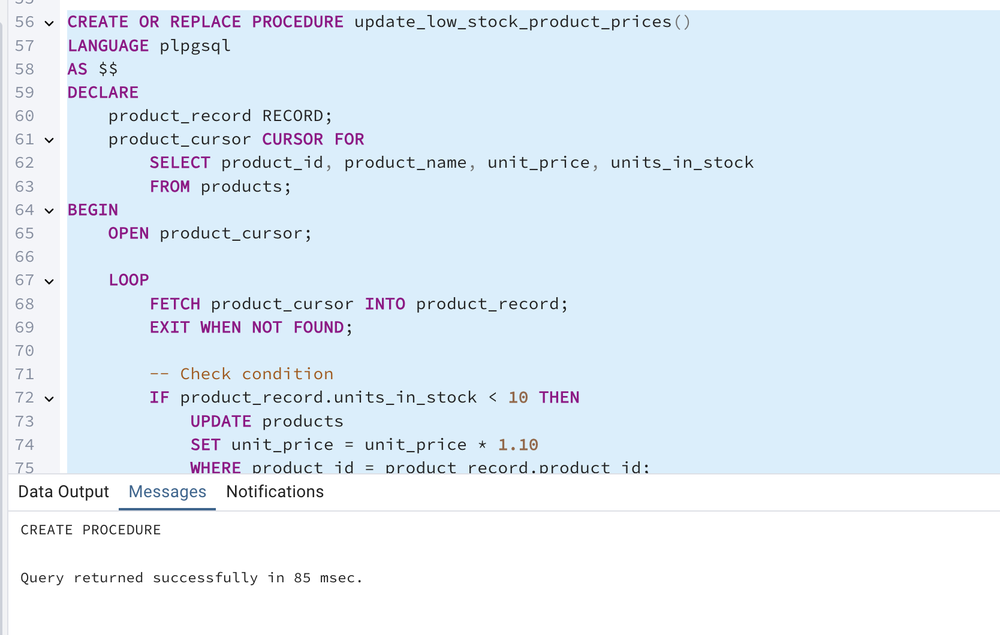 55
56 CREATE OR REPLACE PROCEDURE update_low_stock_product_prices()
57 LANGUAGE plpgsql
58 AS $$
59 DECLARE
60 product_record RECORD;
61 product_cursor CURSOR FOR
62 SELECT product_id, product_name, unit_price, units_in_stock
63 FROM products;
64 BEGIN
65 OPEN product_cursor;
66
67 LOOP
68 FETCH product_cursor INTO product_record;
69 EXIT WHEN NOT FOUND;
70
71 -- Check condition
72 IF product_record.units_in_stock < 10 THEN
73 UPDATE products
74 SET unit_price = unit_price * 1.10
75 WHERE product_id = product_record.product_id;
Data Output Messages Notifications
CREATE PROCEDURE
Query returned successfully in 85 msec.